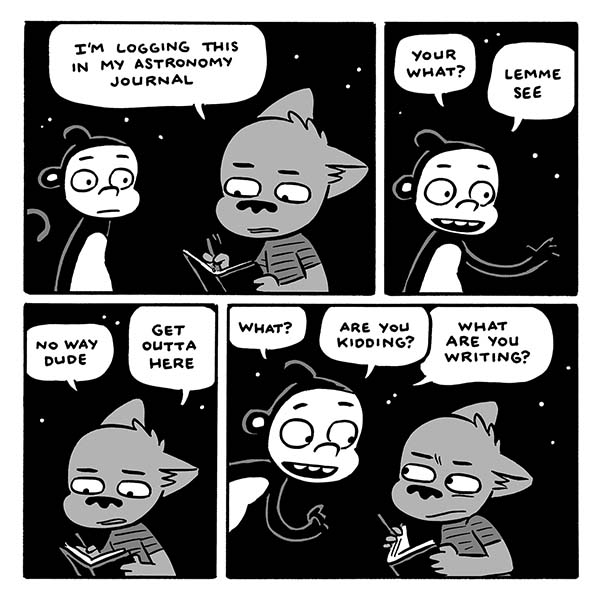 I'M LOGGING THIS
IN MY ASTRONOMY
JOURNAL
YOUR
WHAT?
LEMME
SEE
NO WAY
DUDE
GET
OUTTA
HERE
WHAT?
ARE YOU
KIDDING?
WHAT
ARE YOU
WRITING?